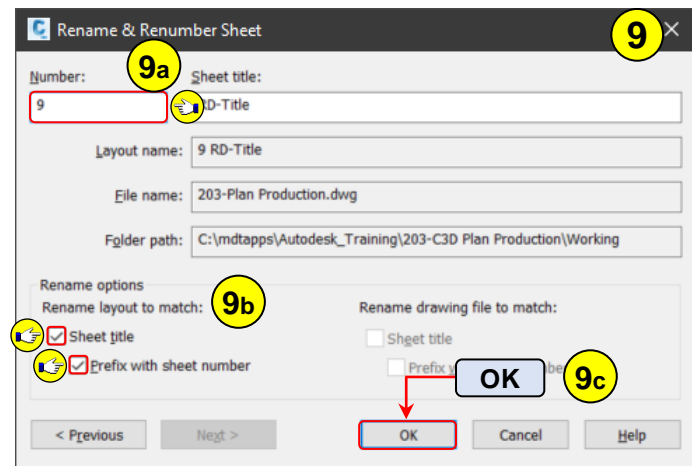 Rename & Renumber Sheet
9
9a
Number:
Sheet title:
9
RD-Title
Layout name:
9 RD-Title
File name:
203-Plan Production.dwg
Folder path:
C:\mdtapps\Autodesk_Training\203-C3D Plan Production\Working
Rename options
Rename layout to match:
9b
Rename drawing file to match:
Sheet title
Sheet title
Prefix with sheet number
Prefix
OK
9c
< Previous
Next >
OK
Cancel
Help